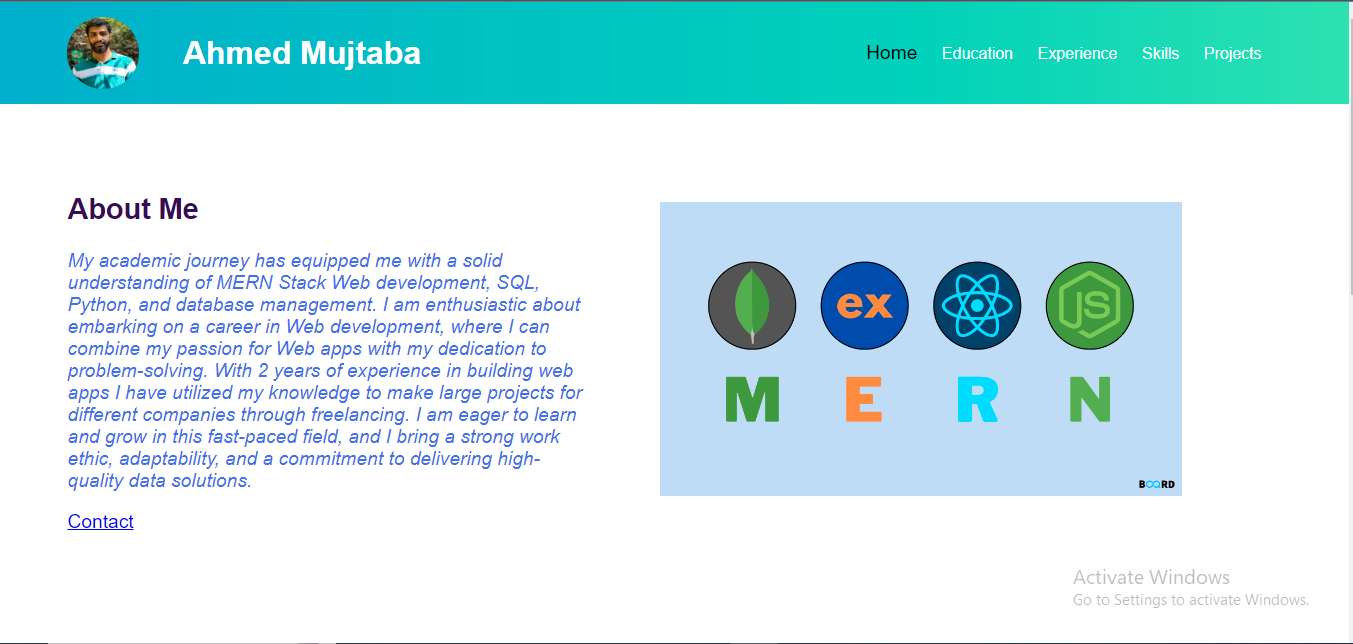 Ahmed Mujtaba
Home Education Experience Skills Projects
About Me
My academic journey has equipped me with a solid
understanding of MERN Stack Web development, SQL,
Python, and database management. I am enthusiastic about
embarking on a career in Web development, where I can
combine my passion for Web apps with my dedication to
problem-solving. With 2 years of experience in building web
apps I have utilized my knowledge to make large projects for
different companies through freelancing. I am eager to learn
and grow in this fast-paced field, and I bring a strong work
ethic, adaptability, and a commitment to delivering high-
quality data solutions.
Contact
ex JS
M E R N
BOARD
Activate Windows
Go to Settings to activate Windows.